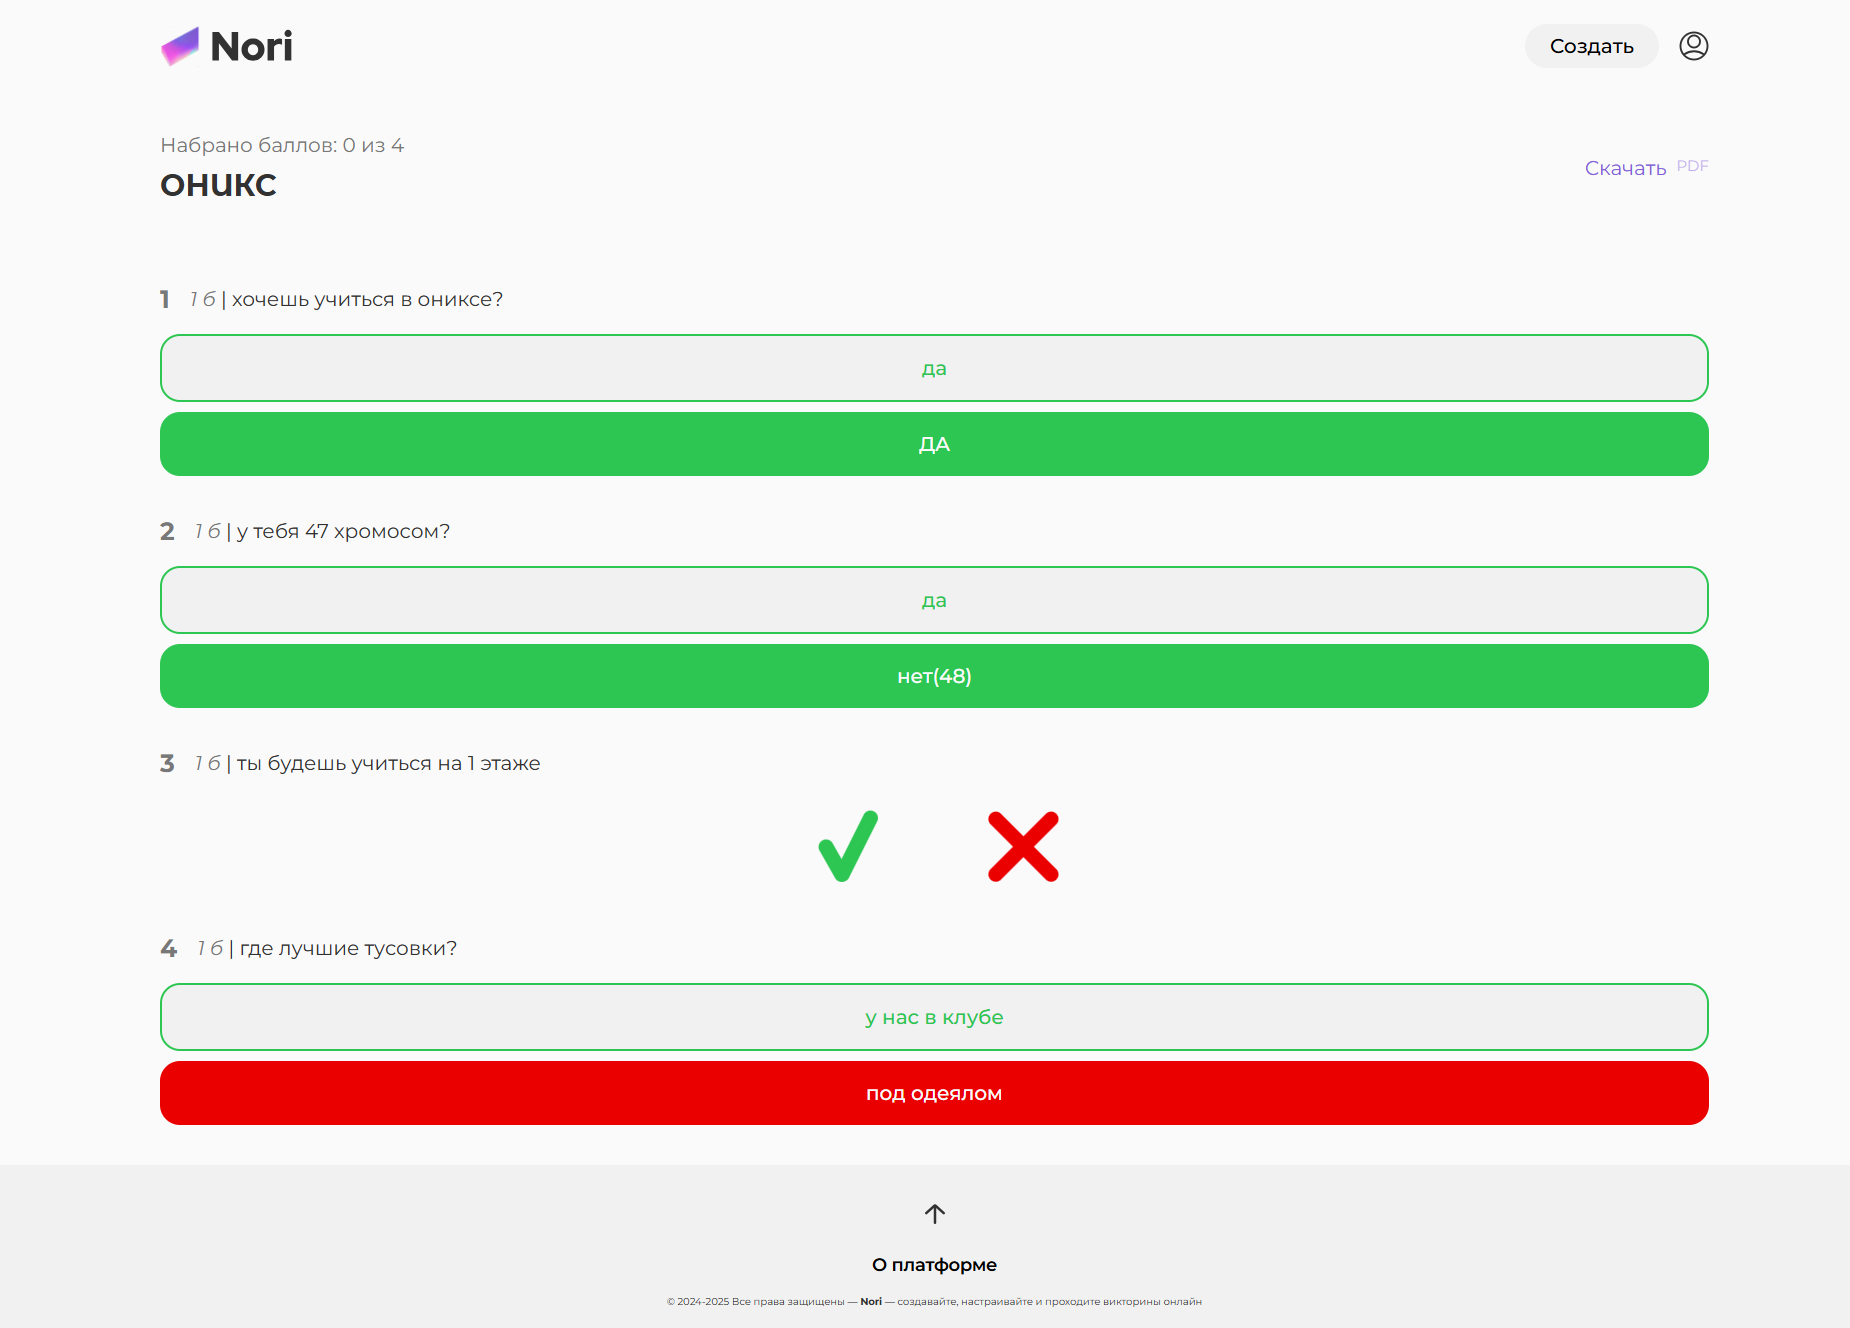 Nori
Создать
Набрано баллов: 0 из 4
ОНИКС
Скачать PDF
1 1 б | хочешь учиться в ониксе?
да
ДА
2 1 б | у тебя 47 хромосом?
да
нет(48)
3 1 б | ты будешь учиться на 1 этаже
4 1 б | где лучшие тусовки?
у нас в клубе
под одеялом
О платформе
© 2024-2025 Все права защищены — Nori — создавайте, настраивайте и проходите викторины онлайн